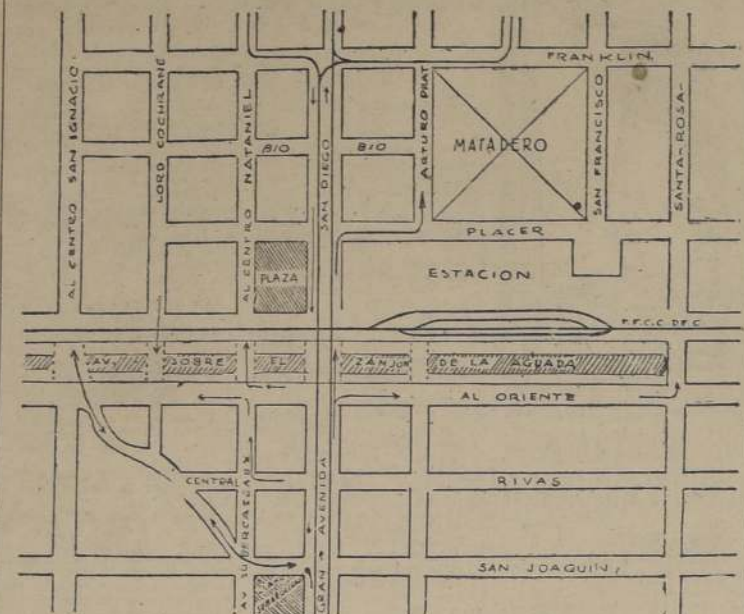 FRANKLIN.
AL CENTRO SAN IGNACIO.
LORD COCHRANE
AL CENTRO NATANIEL
SAN DIEGO
ARTURO PRAT
SAN FRANCISCO
SANTA-ROSA-
BIO BIO
MATADERO
PLACER
PLAZA
ESTACION
F.F.C.C. DE C.
AV. SOBRE EL ZANJON DE LA AGUADA
AL ORIENTE
CENTRAL
RIVAS
GRAN AVENIDA
SAN JOAQUIN,